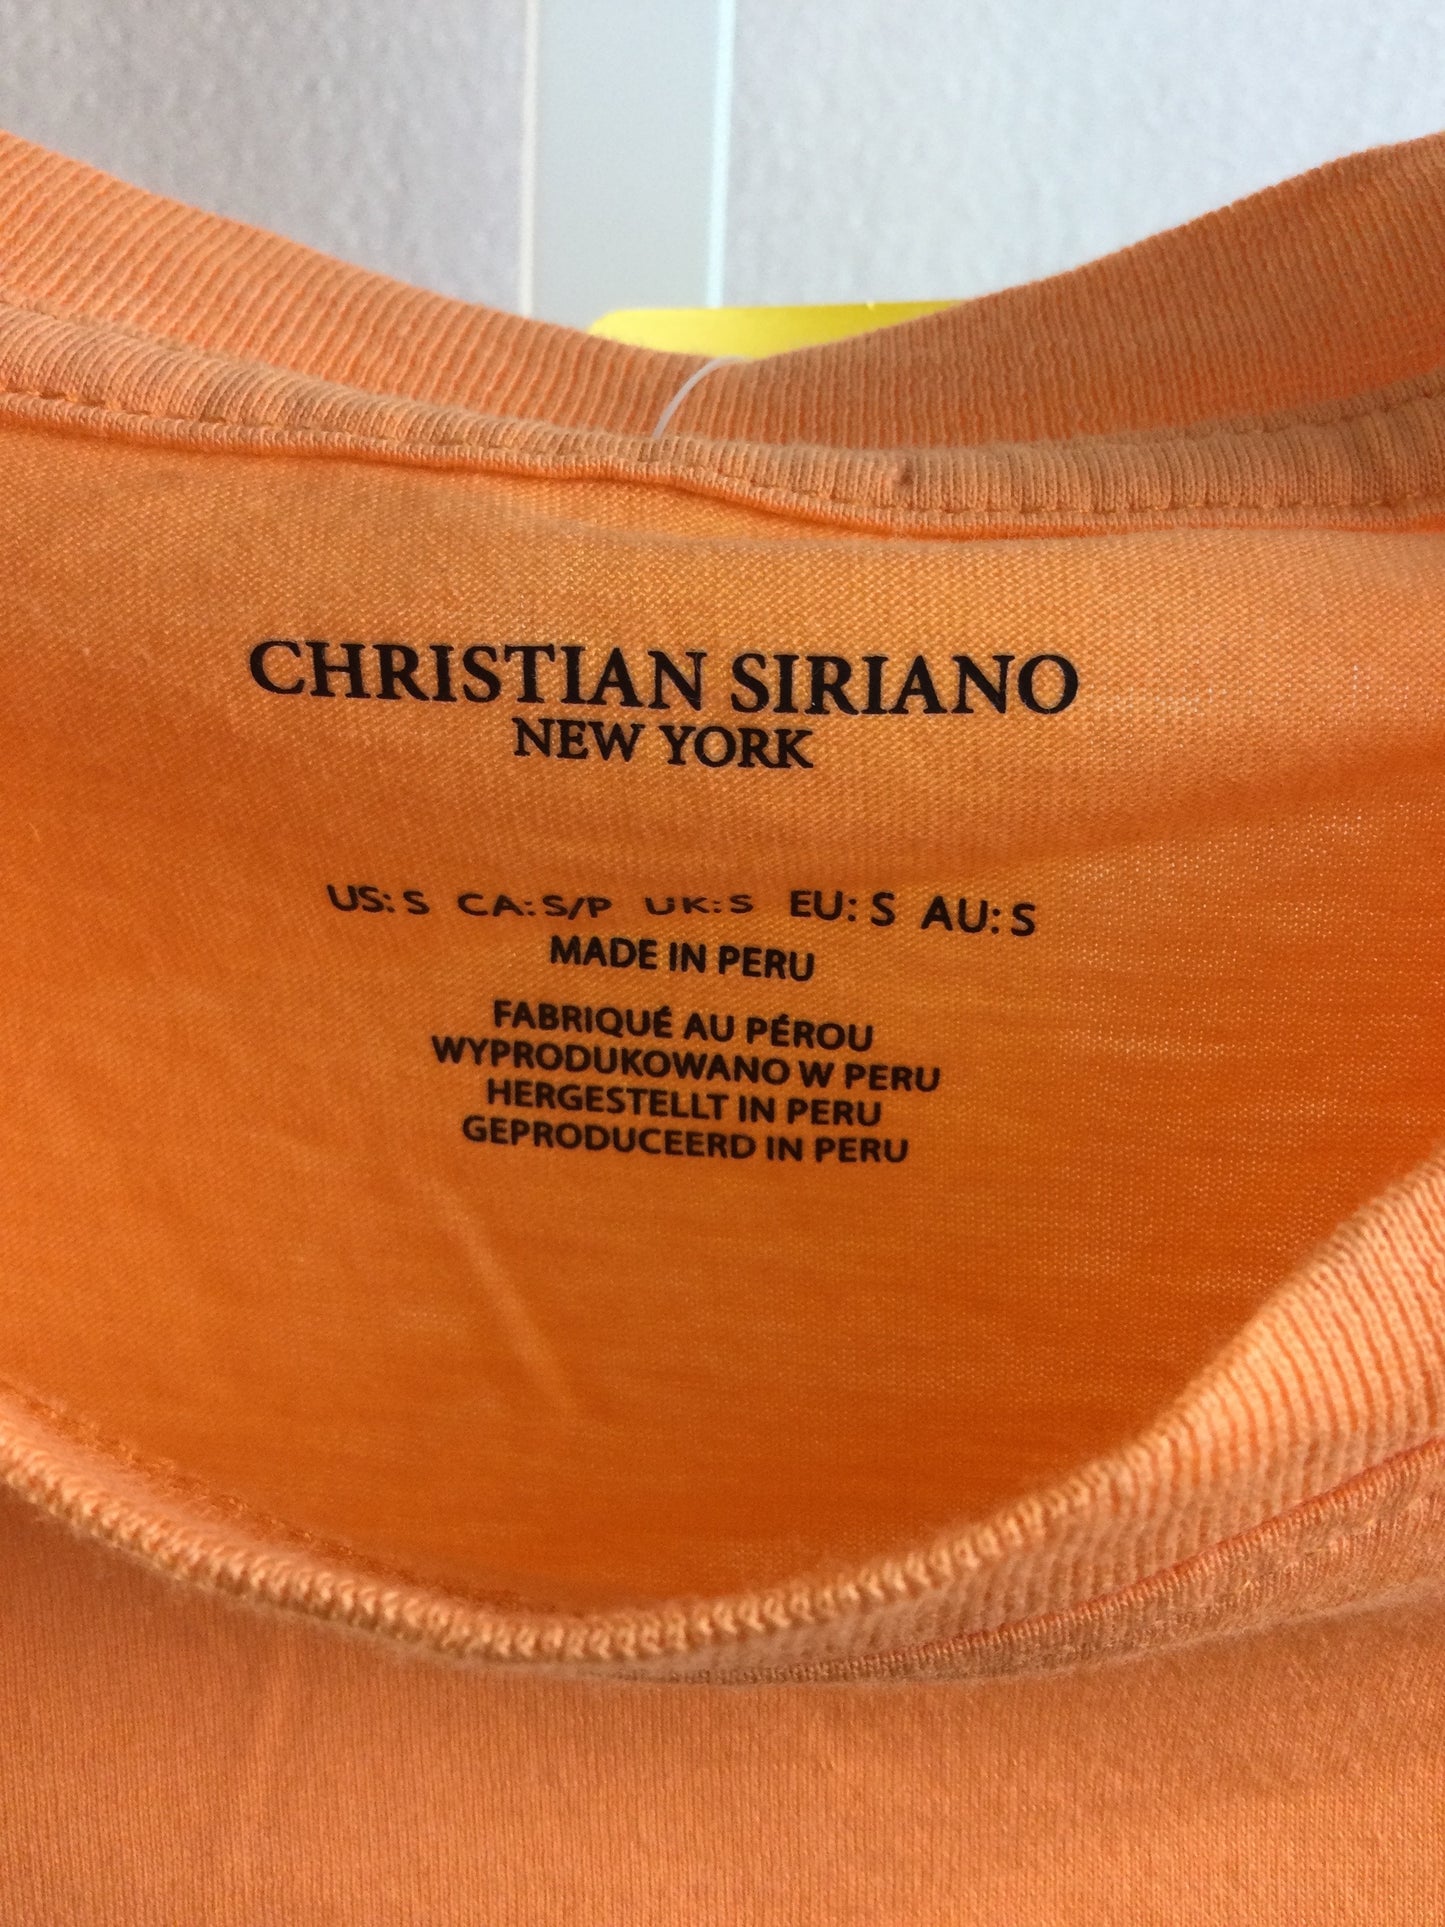 CHRISTIAN SIRIANO
NEW YORK
US: S CA: S/P UK: S EU: S AU: S
MADE IN PERU
FABRIQUÉ AU PÉROU
WYPRODUKOWANO W PERU
HERGESTELLT IN PERU
GEPRODUCEERD IN PERU